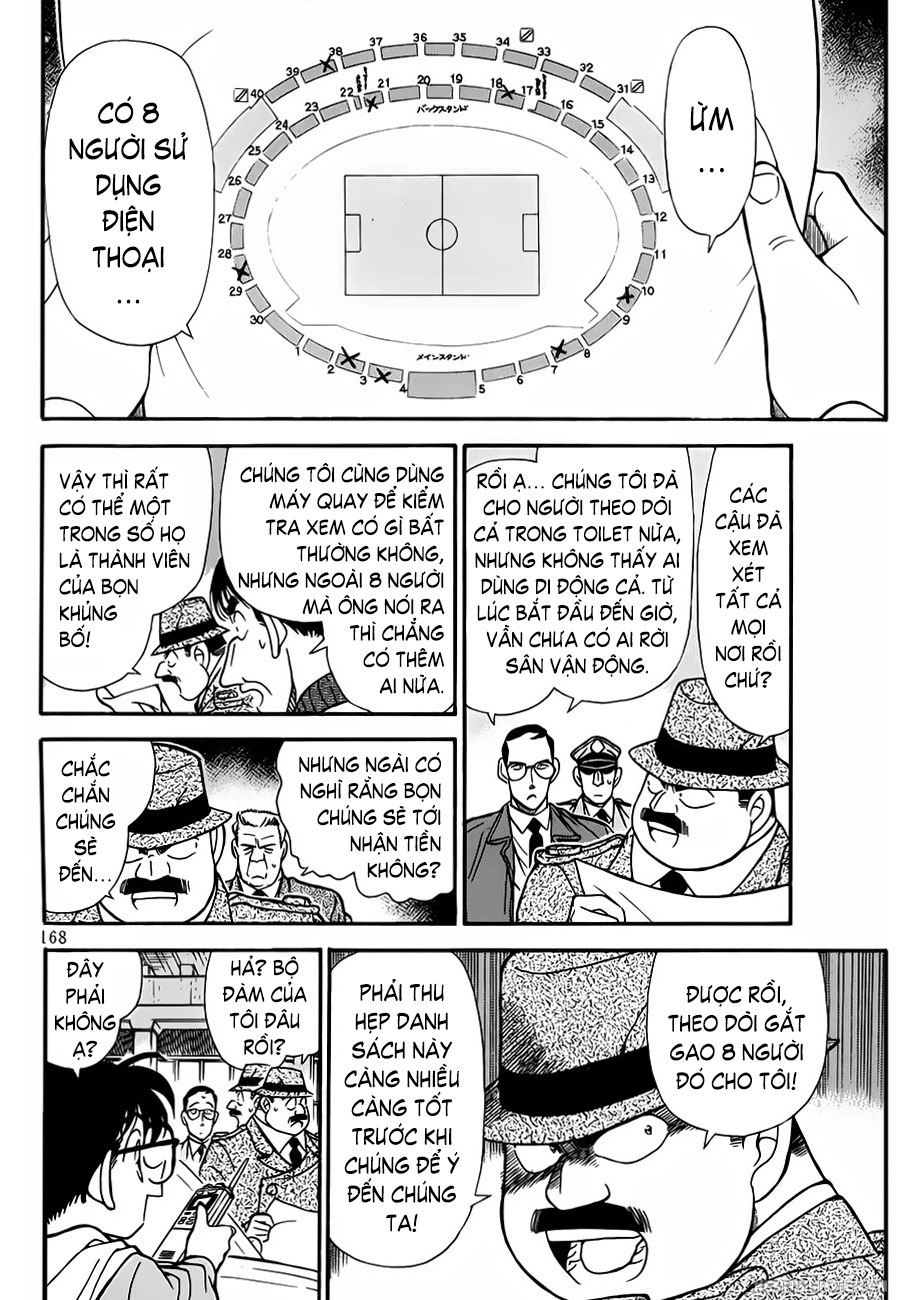 ỪM
...
CÓ 8
NGƯỜI SỬ
DỤNG
ĐIỆN
THOẠI
...
40
39
38
37
36
35
34
33
32
31
22
21
20
19
18
17
バックスタンド
24
23
16
15
25
14
26
13
27
12
28
11
29
10
30
9
1
2
3
4
メインスタンド
5
6
7
8
CÁC
CẬU ĐÃ
XEM
XÉT
TẤT CẢ
MỌI
NƠI RỒI
CHỨ?
RỒI Ạ... CHÚNG TÔI ĐÃ
CHO NGƯỜI THEO DÕI
CẢ TRONG TOILET NỮA,
NHƯNG KHÔNG THẤY AI
DÙNG DI ĐỘNG CẢ. TỪ
LÚC BẮT ĐẦU ĐẾN GIỜ,
VẪN CHƯA CÓ AI RỜI
SÂN VẬN ĐỘNG.
CHÚNG TÔI CŨNG DÙNG
MÁY QUAY ĐỂ KIỂM
TRA XEM CÓ GÌ BẤT
THƯỜNG KHÔNG,
NHƯNG NGOÀI 8 NGƯỜI
MÀ ÔNG NÓI RA
THÌ CHẲNG
CÓ THÊM
AI NỮA.
VẬY THÌ RẤT
CÓ THỂ MỘT
TRONG SỐ HỌ
LÀ THÀNH VIÊN
CỦA BỌN
KHỦNG
BỐ!
NHƯNG NGÀI CÓ
NGHĨ RẰNG BỌN
CHÚNG SẼ TỚI
NHẬN TIỀN
KHÔNG?
CHẮC
CHẮN
CHÚNG
SẼ
ĐẾN...
168
ĐƯỢC RỒI,
THEO DÕI GẮT
GAO 8 NGƯỜI
ĐÓ CHO TÔI!
PHẢI THU
HẸP DANH
SÁCH NÀY
CÀNG NHIỀU
CÀNG TỐT
TRƯỚC KHI
CHÚNG ĐỂ Ý
ĐẾN CHÚNG
TA!
HẢ? BỘ
ĐÀM CỦA
TÔI ĐÂU
RỒI?
ĐÂY
PHẢI
KHÔNG
Ạ?